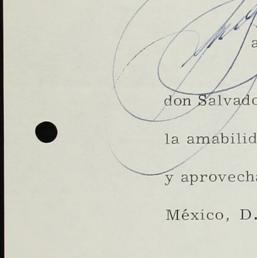 a
don Salvado
la amabilid
y aprovecha
México, D.